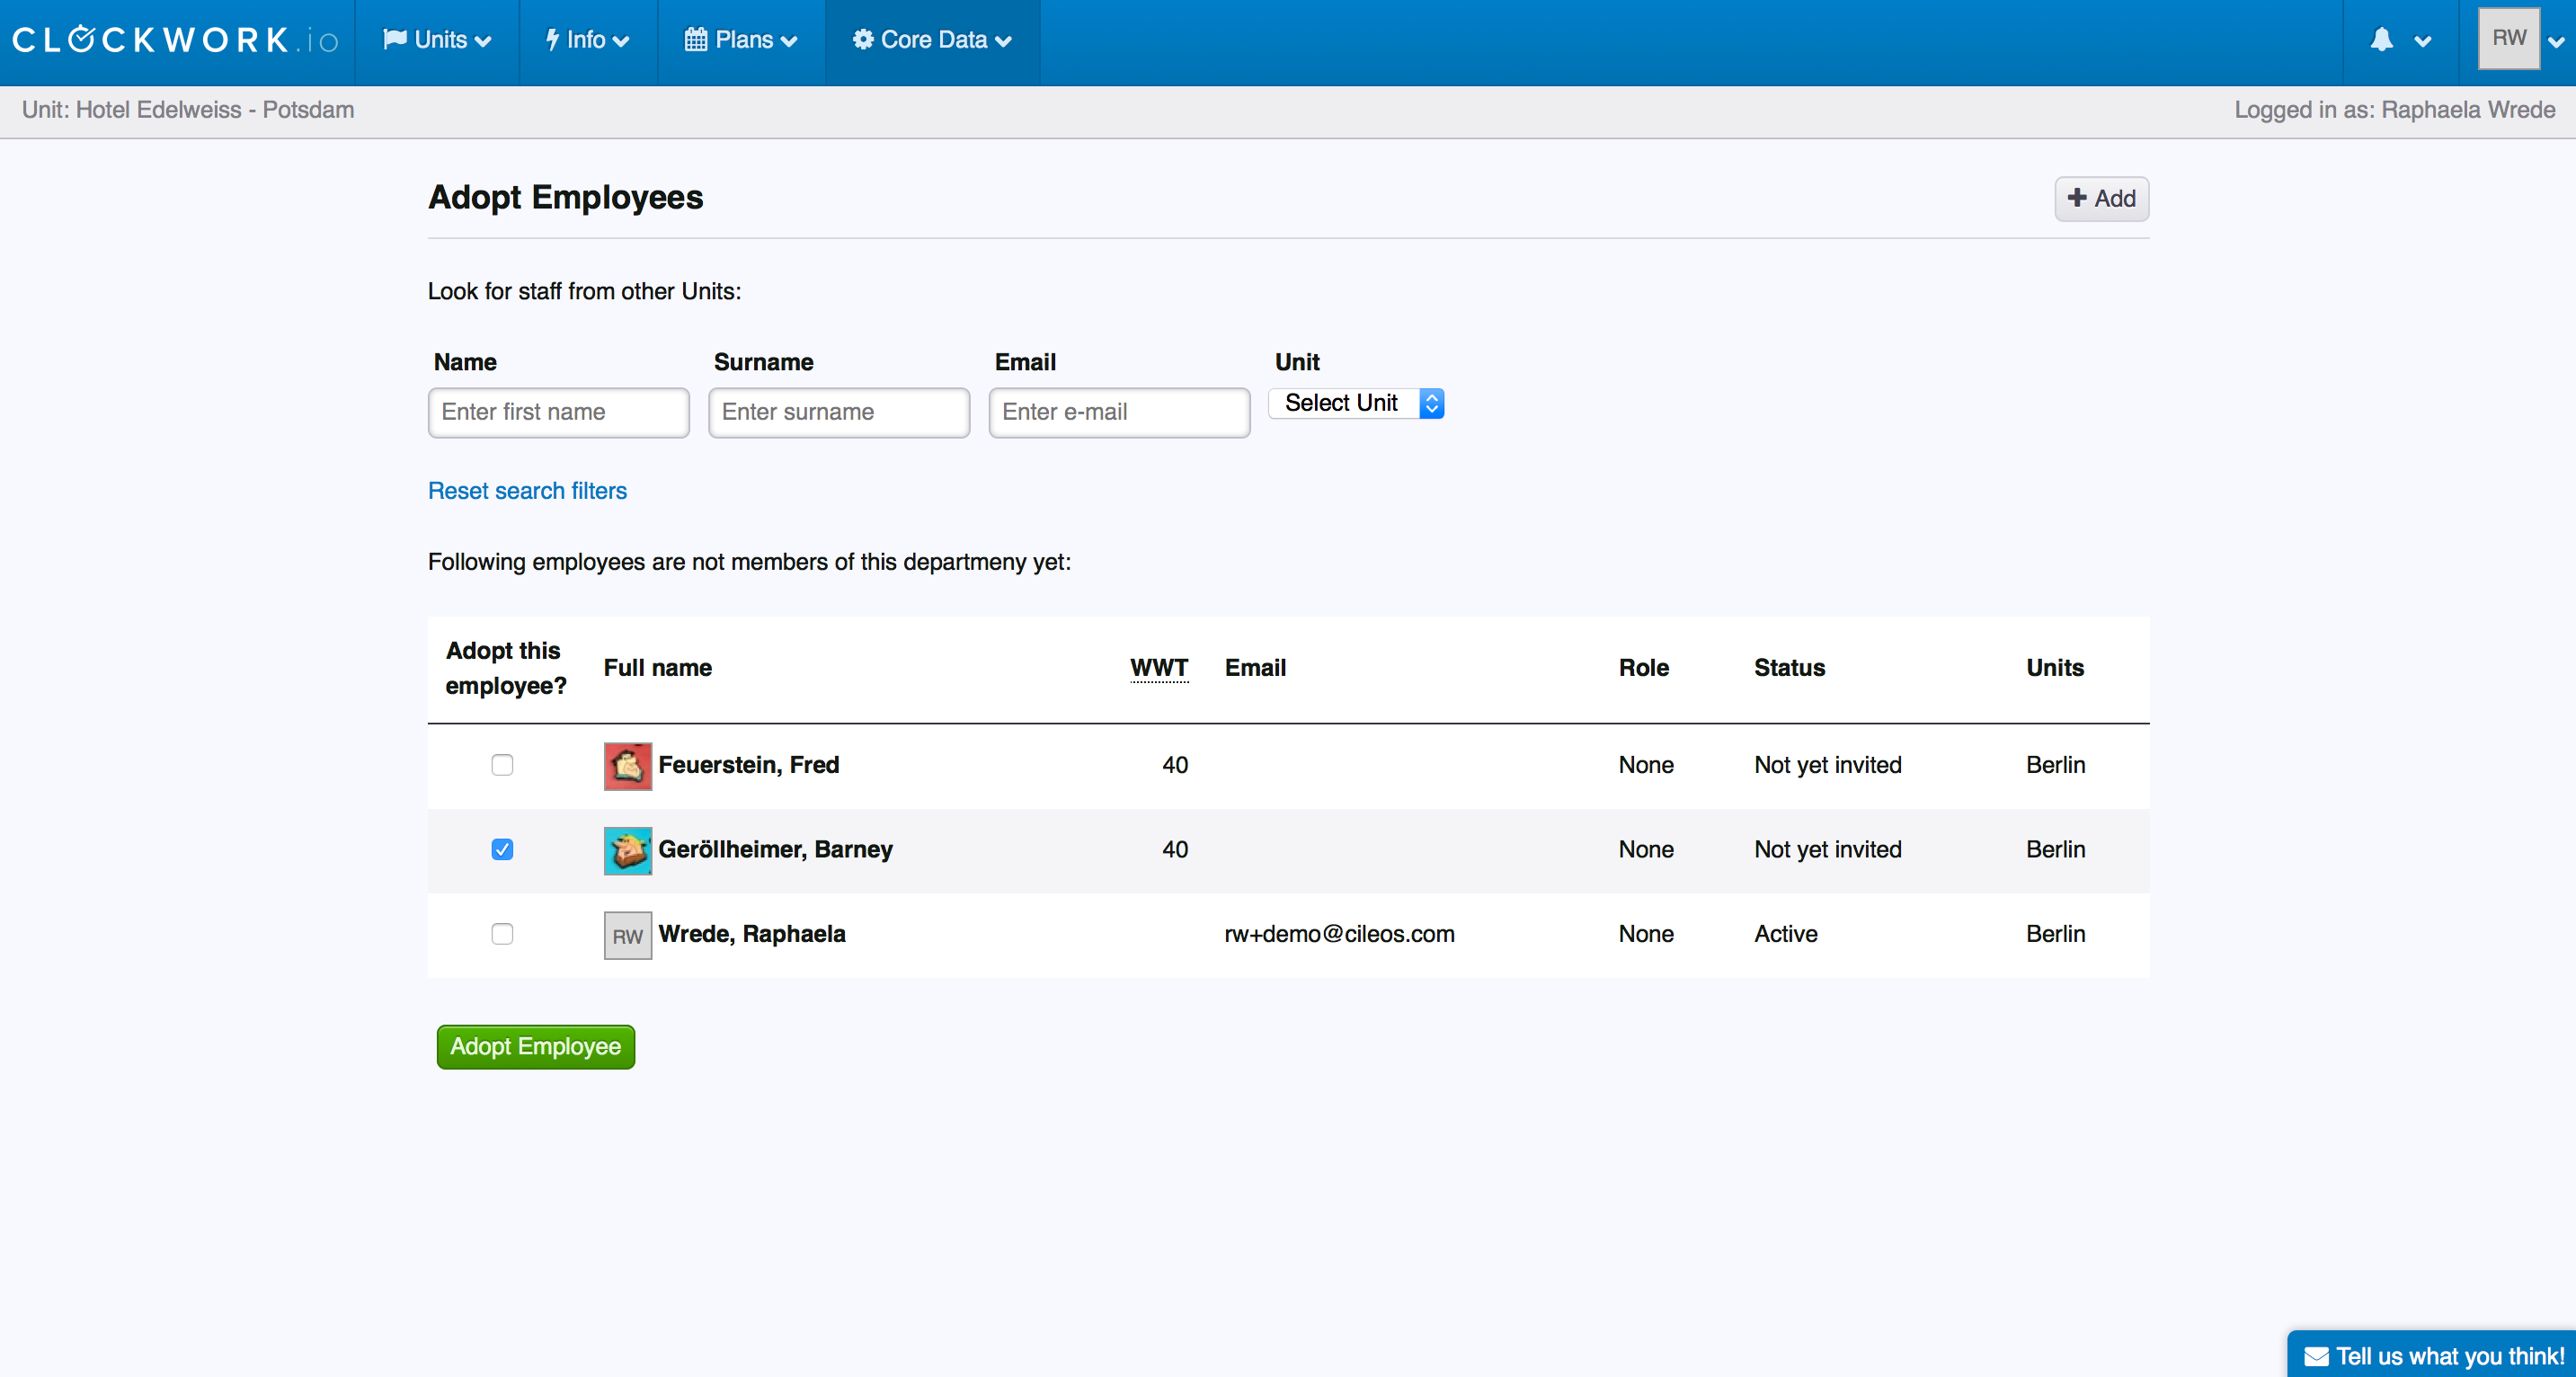 CLOCKWORK.io Units Info Plans Core Data RW
Unit: Hotel Edelweiss - Potsdam Logged in as: Raphaela Wrede
Adopt Employees + Add
Look for staff from other Units:
Name Surname Email Unit
Enter first name Enter surname Enter e-mail Select Unit
Reset search filters
Following employees are not members of this departmeny yet:
Adopt this employee? Full name WWT Email Role Status Units
Feuerstein, Fred 40 None Not yet invited Berlin
Geröllheimer, Barney 40 None Not yet invited Berlin
RW Wrede, Raphaela rw+demo@cileos.com None Active Berlin
Adopt Employee
Tell us what you think!